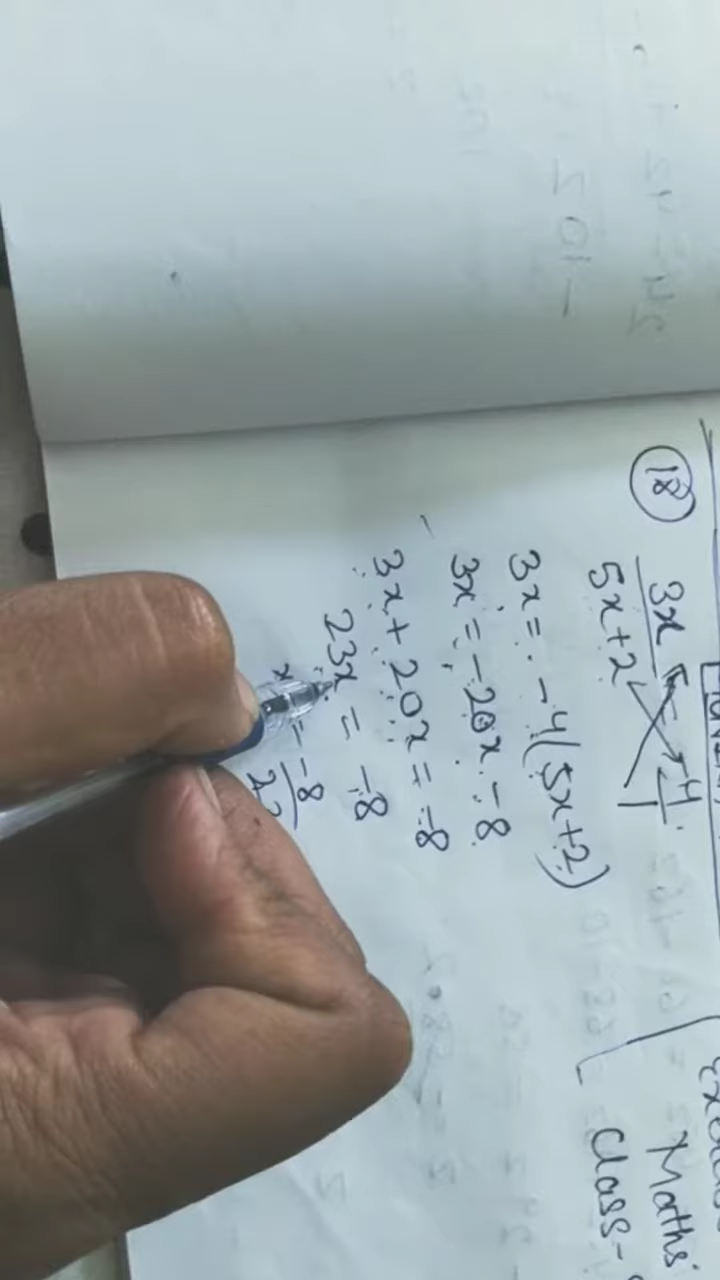 Maths
Class-
18
3x/5x+2 = -4/1
3x = -4(5x+2)
3x = -20x - 8
3x + 20x = -8
23x = -8
x = -8/23